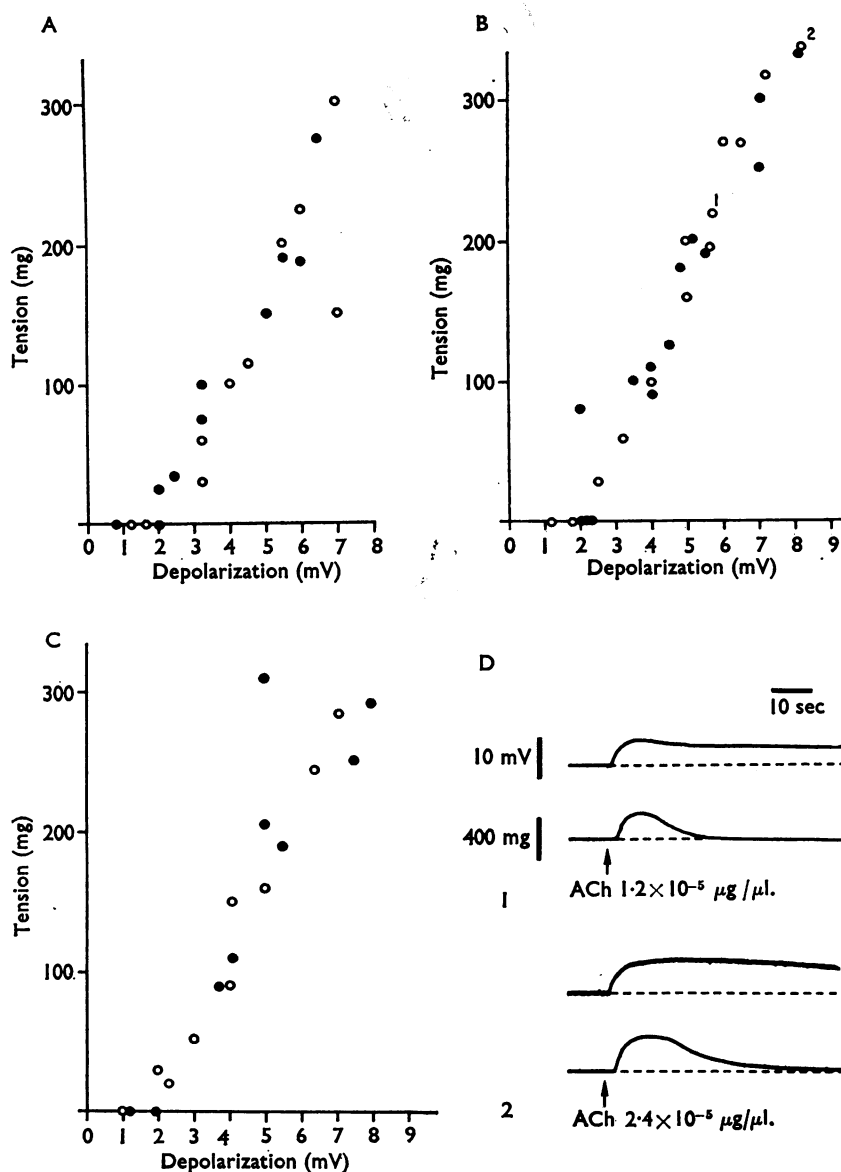 A
300
200
100
Tension (mg)
0 1 2 3 4 5 6 7 8
Depolarization (mV)
B
2
300
1
200
100
Tension (mg)
0 1 2 3 4 5 6 7 8 9
Depolarization (mV)
C
300
200
100
Tension (mg)
0 1 2 3 4 5 6 7 8 9
Depolarization (mV)
D
10 sec
10 mV
400 mg
ACh 1·2×10⁻⁵ μg/μl.
1
ACh 2·4×10⁻⁵ μg/μl.
2